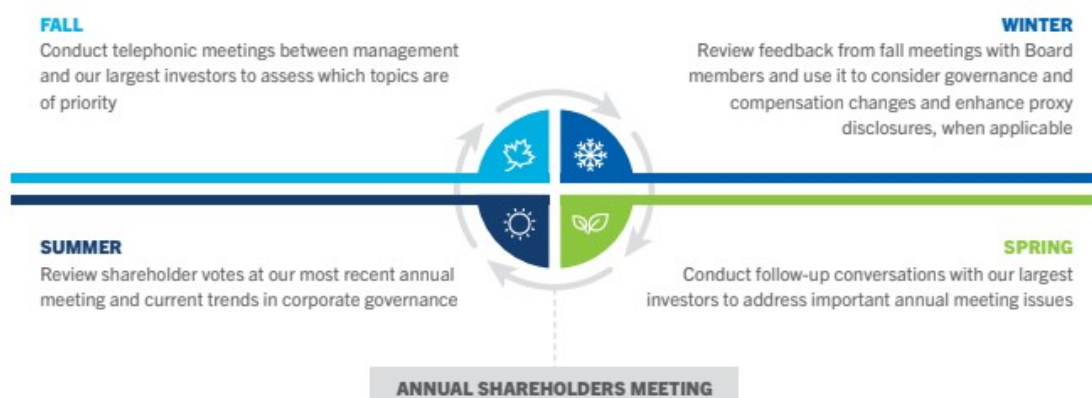 FALL
Conduct telephonic meetings between management
and our largest investors to assess which topics are
of priority
WINTER
Review feedback from fall meetings with Board
members and use it to consider governance and
compensation changes and enhance proxy
disclosures, when applicable
SUMMER
Review shareholder votes at our most recent annual
meeting and current trends in corporate governance
SPRING
Conduct follow-up conversations with our largest
investors to address important annual meeting issues
ANNUAL SHAREHOLDERS MEETING